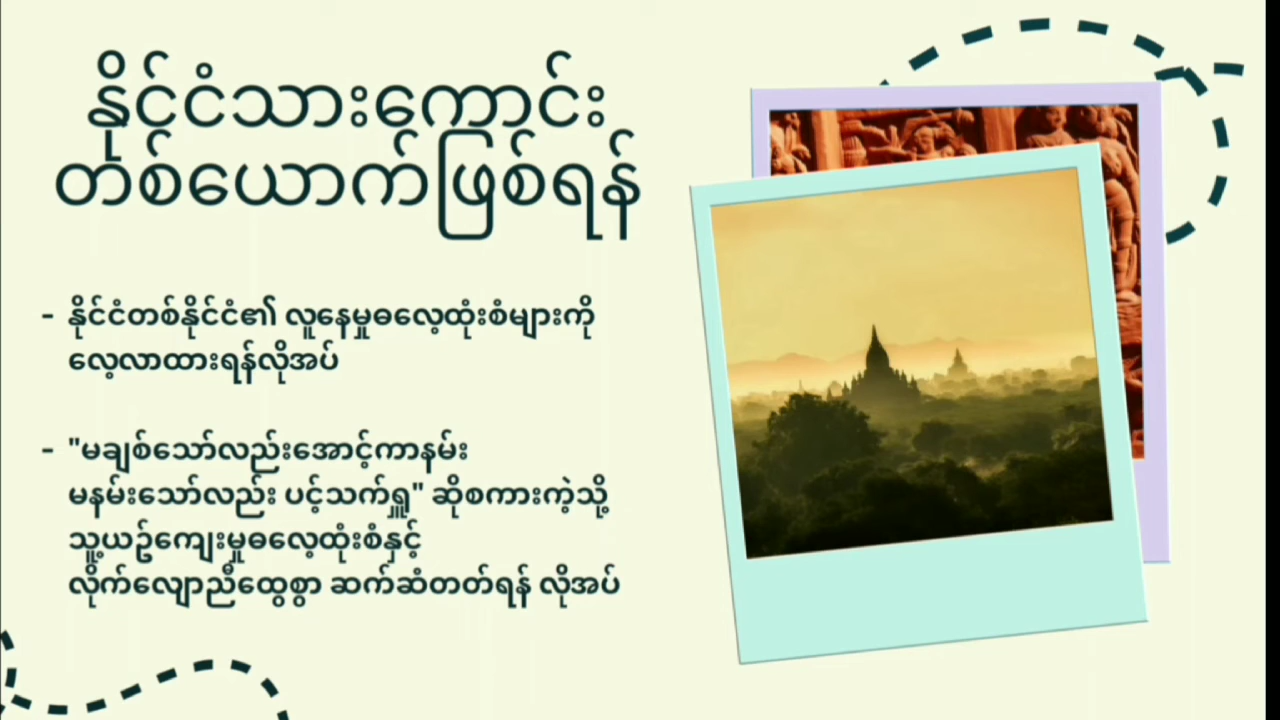 နိုင်ငံသားကောင်း
တစ်ယောက်ဖြစ်ရန်
- နိုင်ငံတစ်နိုင်ငံ၏ လူနေမှုဓလေ့ထုံးစံများကို
လေ့လာထားရန်လိုအပ်
- "မချစ်သော်လည်းအောင့်ကာနမ်း
မနမ်းသော်လည်း ပင့်သက်ရှူ" ဆိုစကားကဲ့သို့
သူ့ယဥ်ကျေးမှုဓလေ့ထုံးစံနှင့်
လိုက်လျောညီထွေစွာ ဆက်ဆံတတ်ရန် လိုအပ်